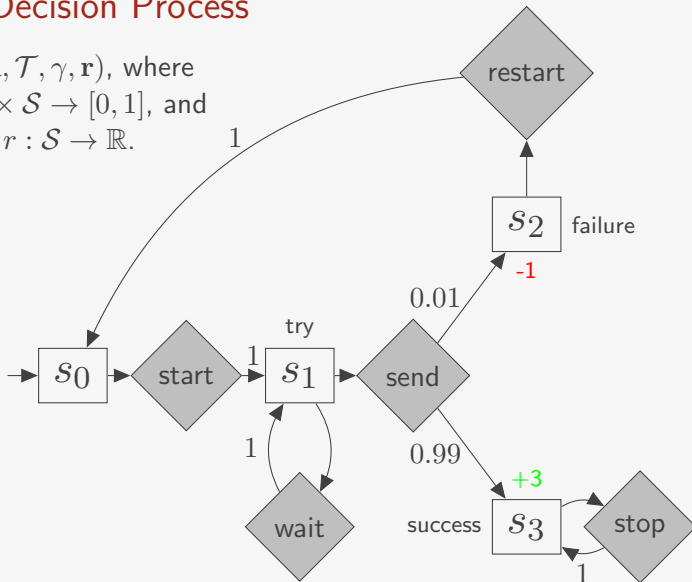 Decision Process
, 𝒯, γ, r), where
× 𝒮 → [0, 1], and
r : 𝒮 → ℝ.
restart
1
s₂ failure
-1
0.01
try
s₀ start 1 s₁ send
1
0.99
+3
wait
success s₃ stop
1